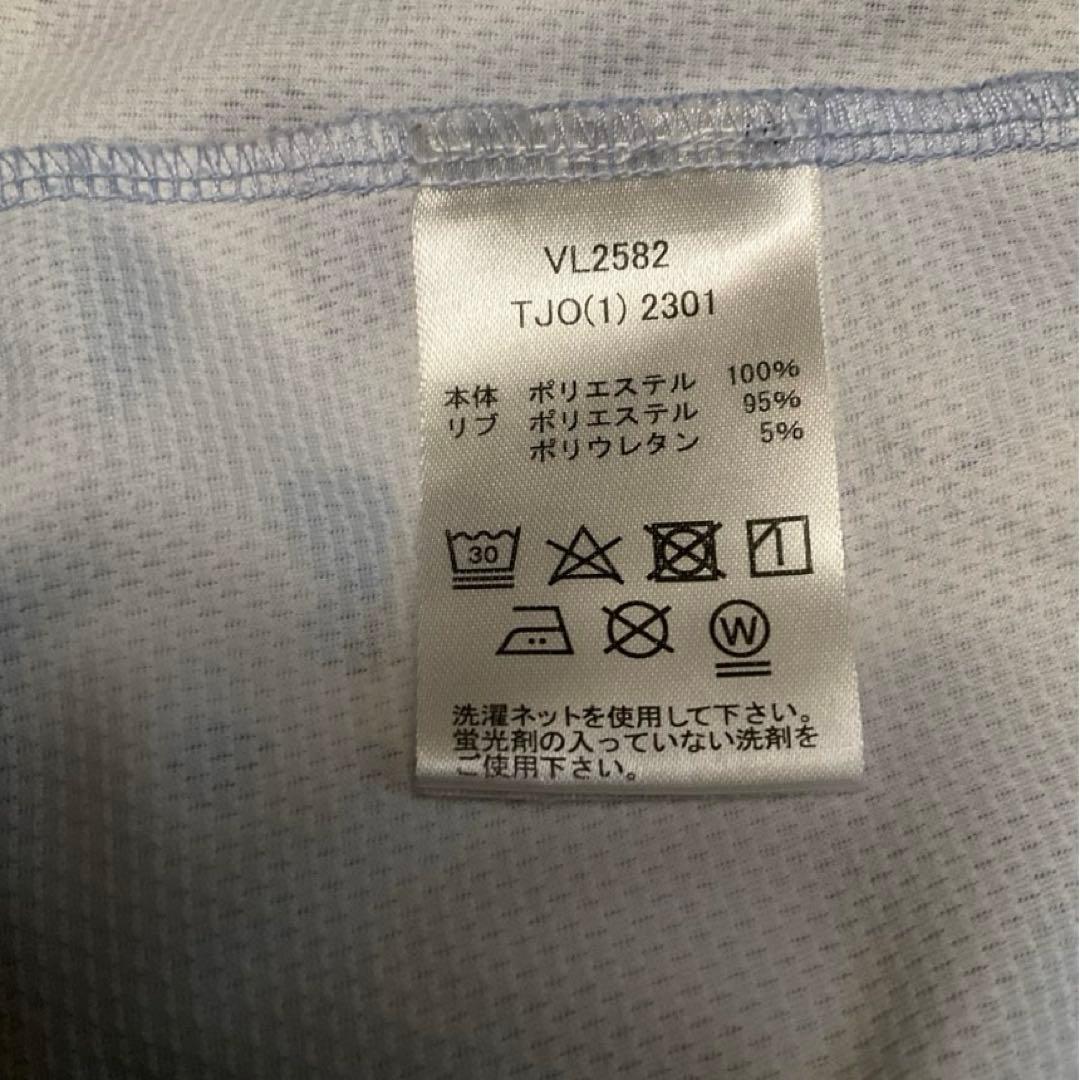 VL2582
TJO(1) 2301
本体 ポリエステル 100%
リブ ポリエステル 95%
ポリウレタン 5%
30
W
洗濯ネットを使用して下さい。
蛍光剤の入っていない洗剤を
ご使用下さい。